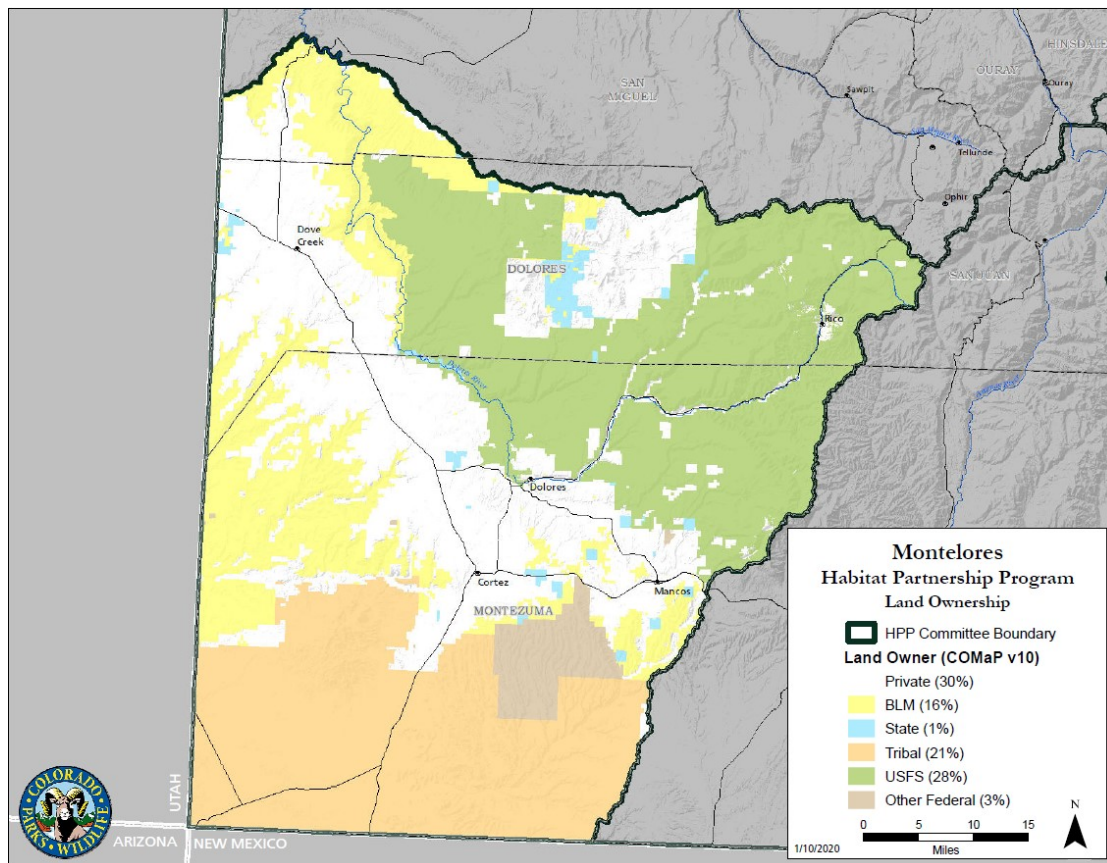 HINSDALE
OURAY
SAN
MIGUEL
Sawpit
Ouray
Telluride
Ophir
Dove
Creek
DOLORES
SAN JUAN
Rico
Dolores River
Dolores
Cortez
Mancos
MONTEZUMA
Montelores
Habitat Partnership Program
Land Ownership
HPP Committee Boundary
Land Owner (COMaP v10)
Private (30%)
BLM (16%)
State (1%)
Tribal (21%)
USFS (28%)
Other Federal (3%)
N
0 5 10 15
Miles
1/10/2020
COLORADO
PARKS & WILDLIFE
UTAH
ARIZONA
NEW MEXICO